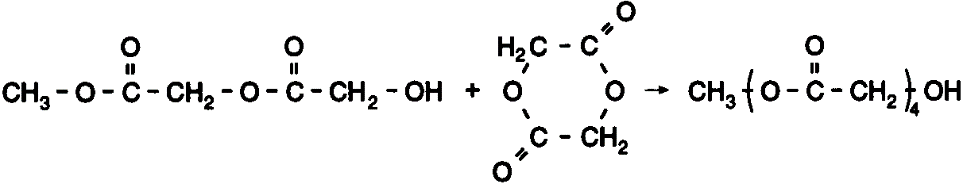 O O O
O || || H₂C - C O
CH₃ - O - C - CH₂ - O - C - CH₂ - OH + O O → CH₃ -( O - C - CH₂ )-₄ OH
C - CH₂
O